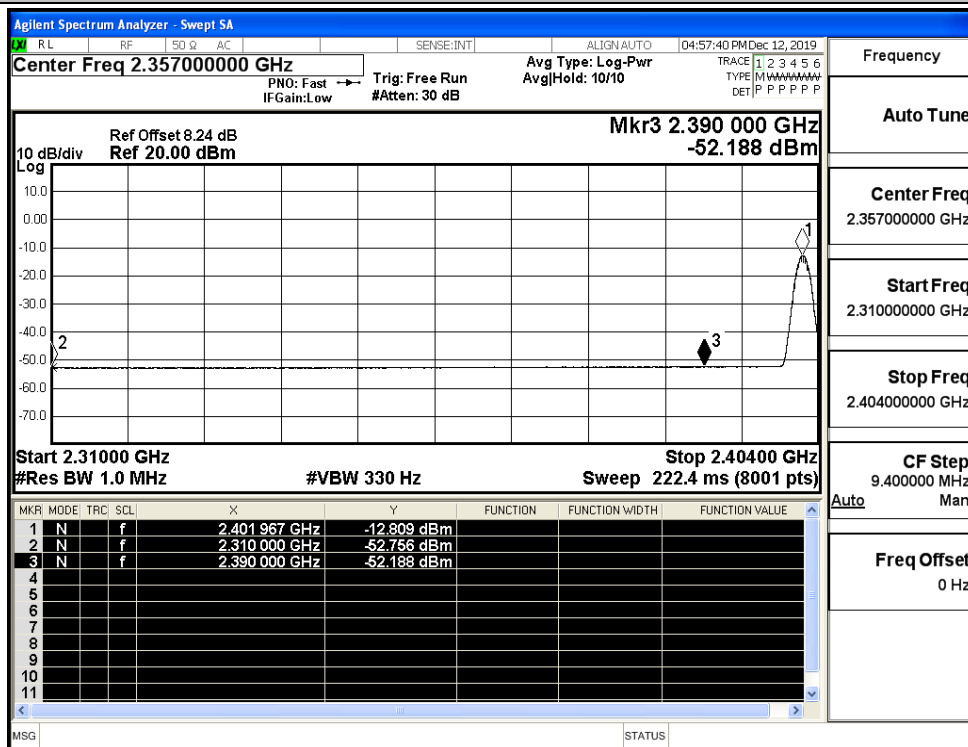 Agilent Spectrum Analyzer - Swept SA
LXI RL RF 50 Ω AC SENSE:INT ALIGN AUTO 04:57:40 PM Dec 12, 2019
Center Freq 2.357000000 GHz
PNO: Fast
IFGain:Low
Trig: Free Run
#Atten: 30 dB
Avg Type: Log-Pwr
Avg|Hold: 10/10
TRACE 1 2 3 4 5 6
TYPE M W W W W W
DET P P P P P P
Ref Offset 8.24 dB
10 dB/div Ref 20.00 dBm
Log
Mkr3 2.390 000 GHz
-52.188 dBm
10.0
0.00
-10.0
-20.0
-30.0
-40.0
-50.0
-60.0
-70.0
1
2
3
Start 2.31000 GHz Stop 2.40400 GHz
#Res BW 1.0 MHz #VBW 330 Hz Sweep 222.4 ms (8001 pts)
MKR MODE TRC SCL X Y FUNCTION FUNCTION WIDTH FUNCTION VALUE
1 N f 2.401 967 GHz -12.809 dBm
2 N f 2.310 000 GHz -52.756 dBm
3 N f 2.390 000 GHz -52.188 dBm
4
5
6
7
8
9
10
11
MSG STATUS
Frequency
Auto Tune
Center Freq
2.357000000 GHz
Start Freq
2.310000000 GHz
Stop Freq
2.404000000 GHz
CF Step
9.400000 MHz
Auto Man
Freq Offset
0 Hz